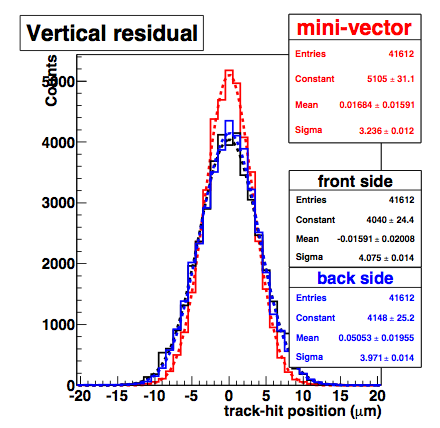 Vertical residual
mini-vector
Entries 41612
Constant 5105 ± 31.1
Mean 0.01684 ± 0.01591
Sigma 3.236 ± 0.012
front side
Entries 41612
Constant 4040 ± 24.4
Mean -0.01591 ± 0.02008
Sigma 4.075 ± 0.014
back side
Entries 41612
Constant 4148 ± 25.2
Mean 0.05053 ± 0.01955
Sigma 3.971 ± 0.014
Counts
5000
4000
3000
2000
1000
0
-20 -15 -10 -5 0 5 10 15 20
track-hit position (μm)